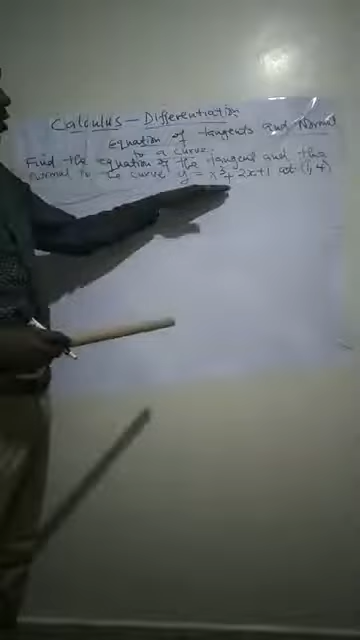 Calculus - Differentiation
Equation of tangents and Normal
to a curve.
Find the equation of the tangent and the
normal to the curve y = x³+2x+1 at (1,4)